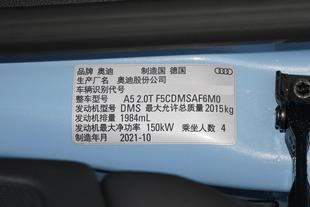 品牌 奥迪 制造国 德国
生产厂名 奥迪股份公司
车辆识别代号
整车型号 A5 2.0T F5CDMSAF6M0
发动机型号 DMS 最大允许总质量 2015kg
发动机排量 1984mL
发动机最大净功率 150kW 乘坐人数 4
制造年月 2021-10